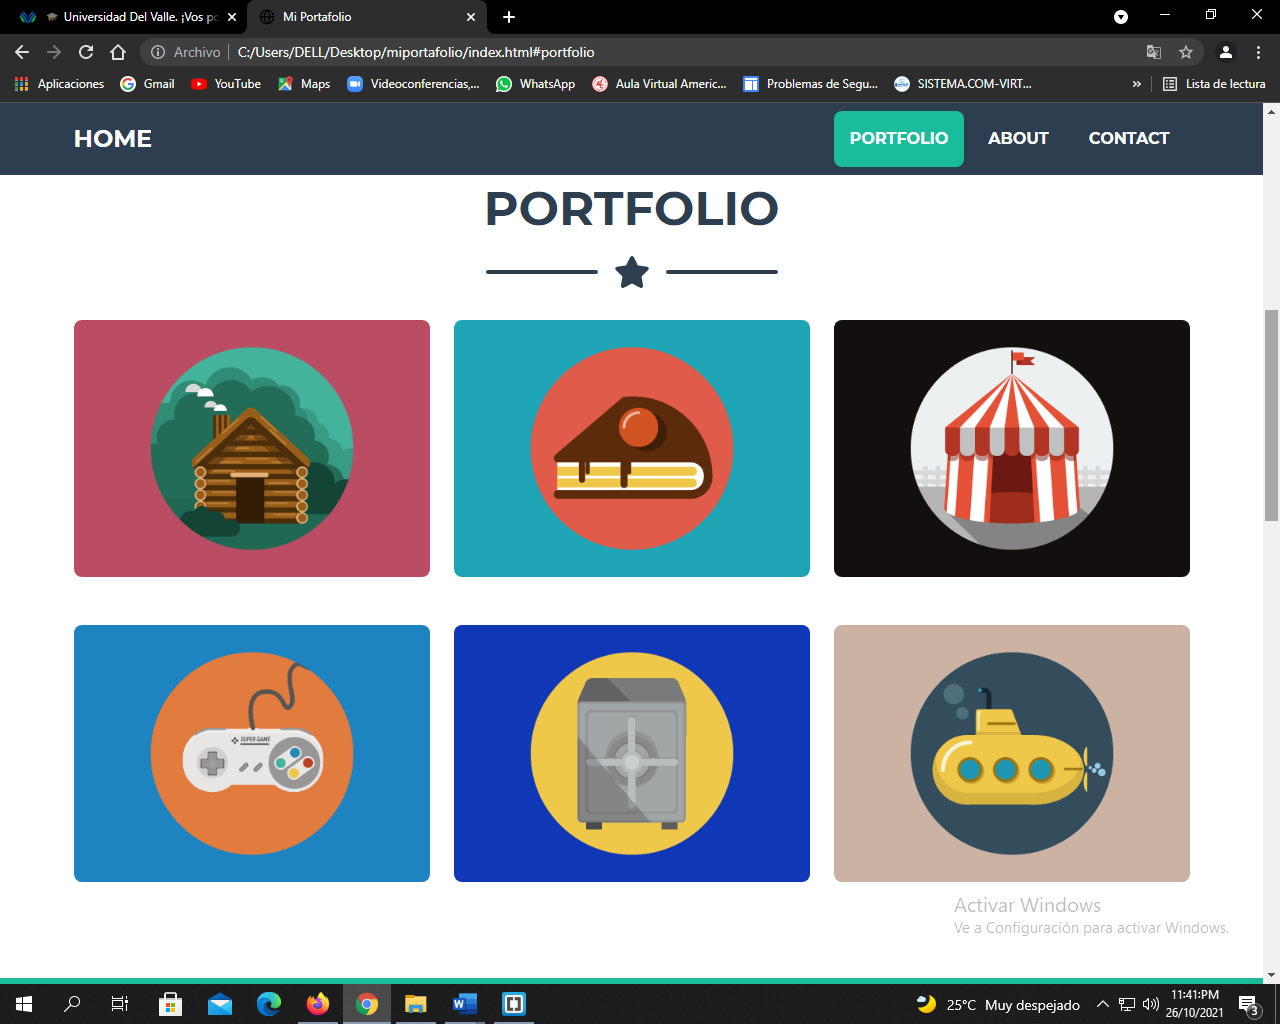 Universidad Del Valle. ¡Vos po
Mi Portafolio
Archivo
C:/Users/DELL/Desktop/miportafolio/index.html#portfolio
Aplicaciones
Gmail
YouTube
Maps
Videoconferencias,...
WhatsApp
Aula Virtual Americ...
Problemas de Segu...
SISTEMA.COM-VIRT...
»
Lista de lectura
HOME
PORTFOLIO
ABOUT
CONTACT
PORTFOLIO
SUPER GAME
Activar Windows
Ve a Configuración para activar Windows.
25°C Muy despejado
11:41:PM
26/10/2021
3